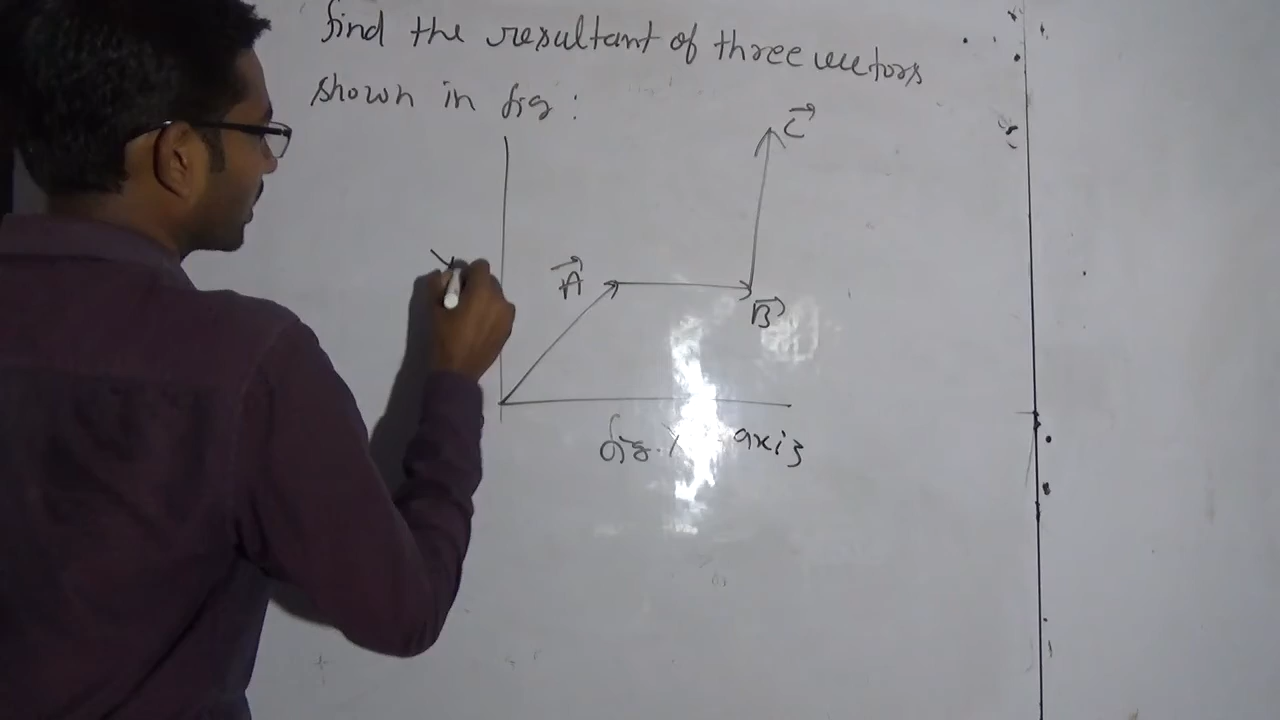 find the resultant of three vectors
shown in fig :
C
A
B
fig. X axis
Y